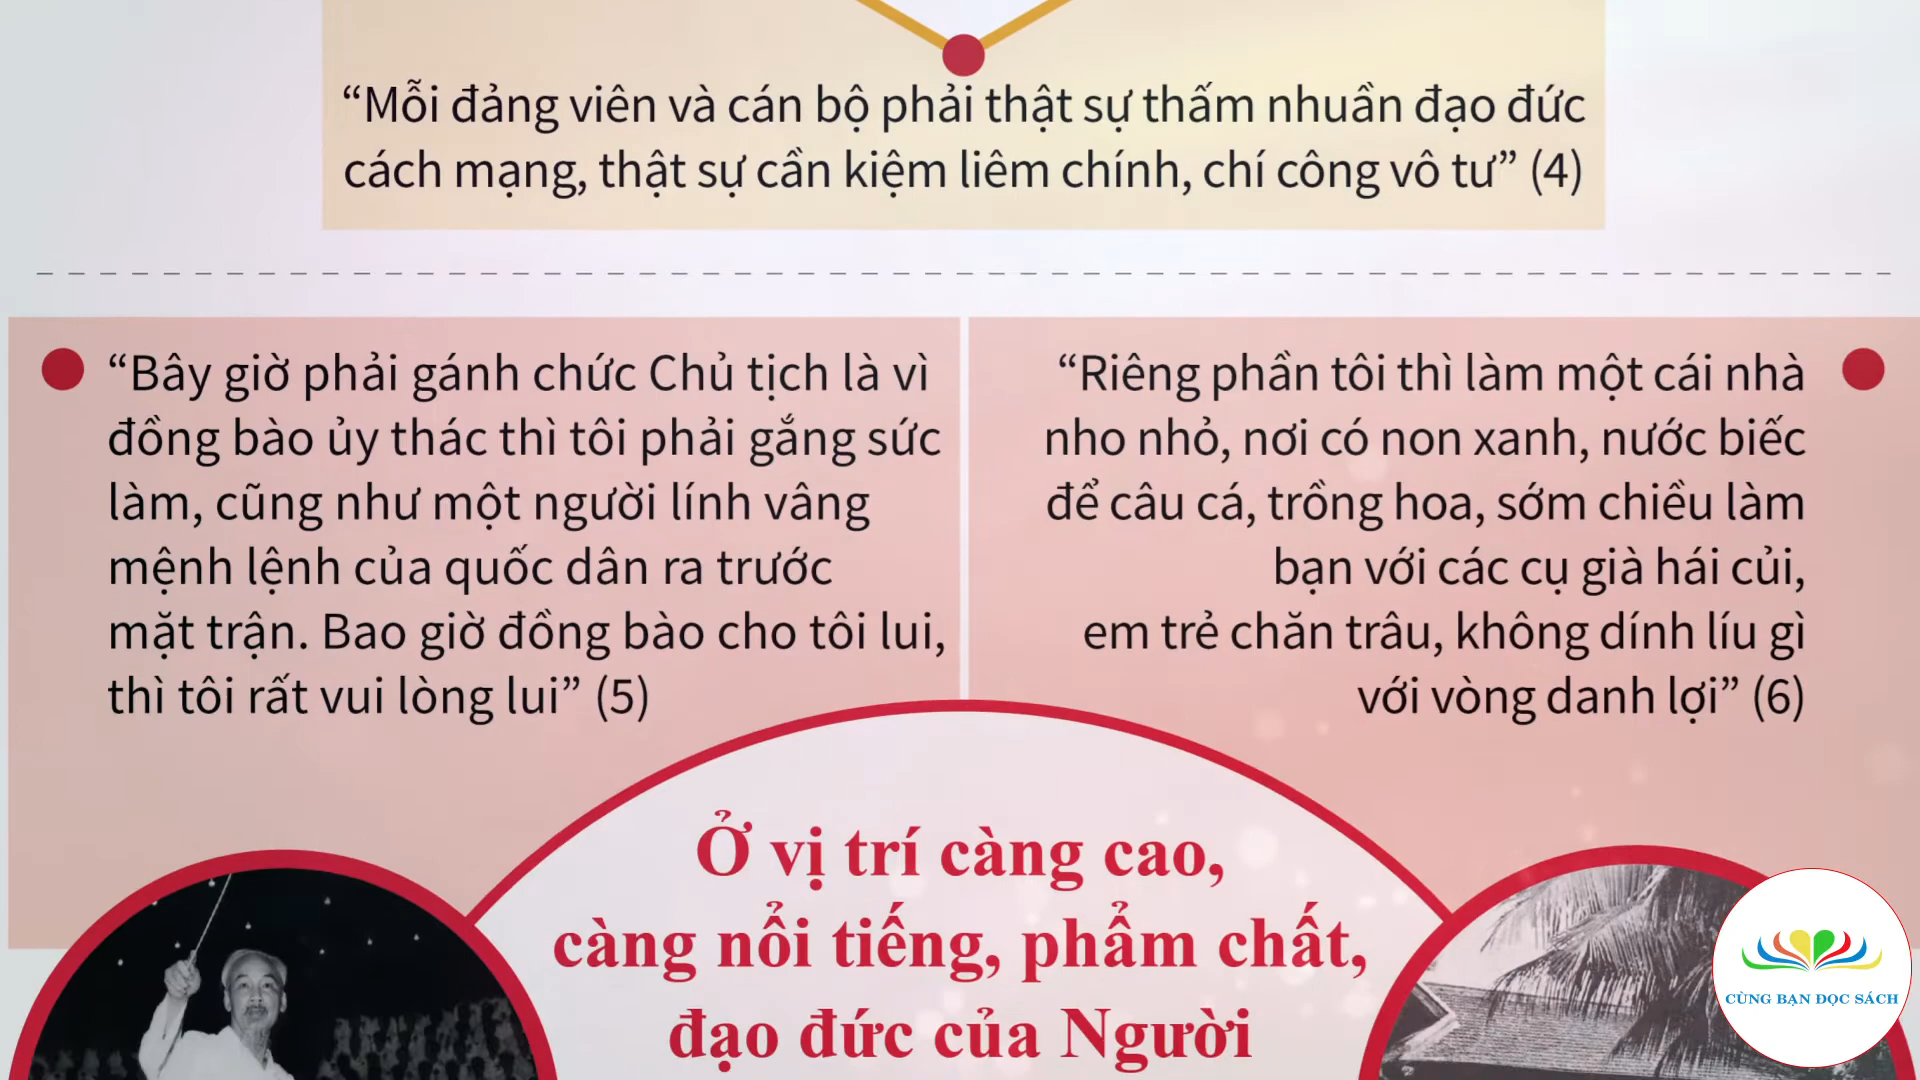 “Mỗi đảng viên và cán bộ phải thật sự thấm nhuần đạo đức
cách mạng, thật sự cần kiệm liêm chính, chí công vô tư” (4)
“Bây giờ phải gánh chức Chủ tịch là vì
đồng bào ủy thác thì tôi phải gắng sức
làm, cũng như một người lính vâng
mệnh lệnh của quốc dân ra trước
mặt trận. Bao giờ đồng bào cho tôi lui,
thì tôi rất vui lòng lui” (5)
“Riêng phần tôi thì làm một cái nhà
nho nhỏ, nơi có non xanh, nước biếc
để câu cá, trồng hoa, sớm chiều làm
bạn với các cụ già hái củi,
em trẻ chăn trâu, không dính líu gì
với vòng danh lợi” (6)
Ở vị trí càng cao,
càng nổi tiếng, phẩm chất,
đạo đức của Người
CÙNG BẠN ĐỌC SÁCH